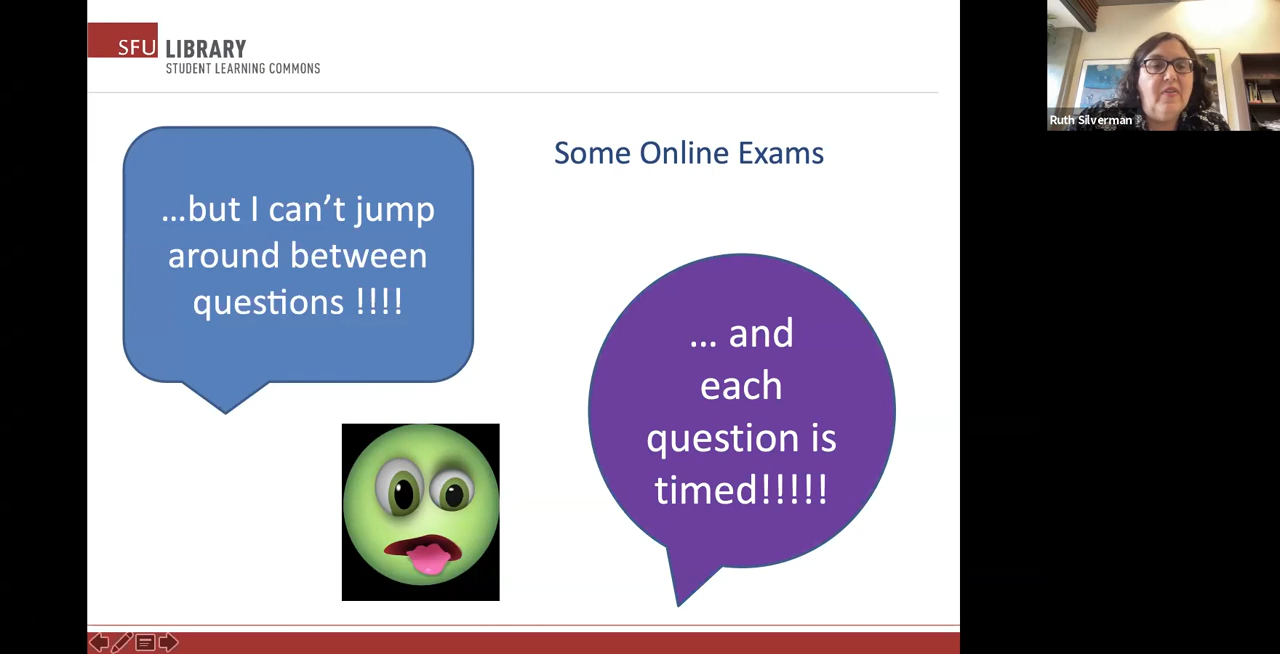 SFU LIBRARY
STUDENT LEARNING COMMONS
Some Online Exams
...but I can't jump
around between
questions !!!!
... and
each
question is
timed!!!!!
Ruth Silverman